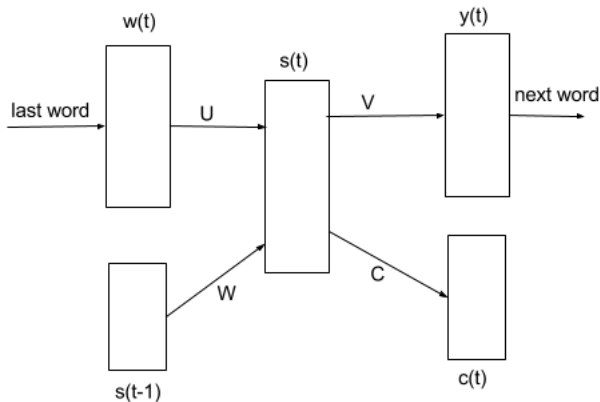 w(t)
y(t)
s(t)
last word
U
V
next word
W
C
s(t-1)
c(t)